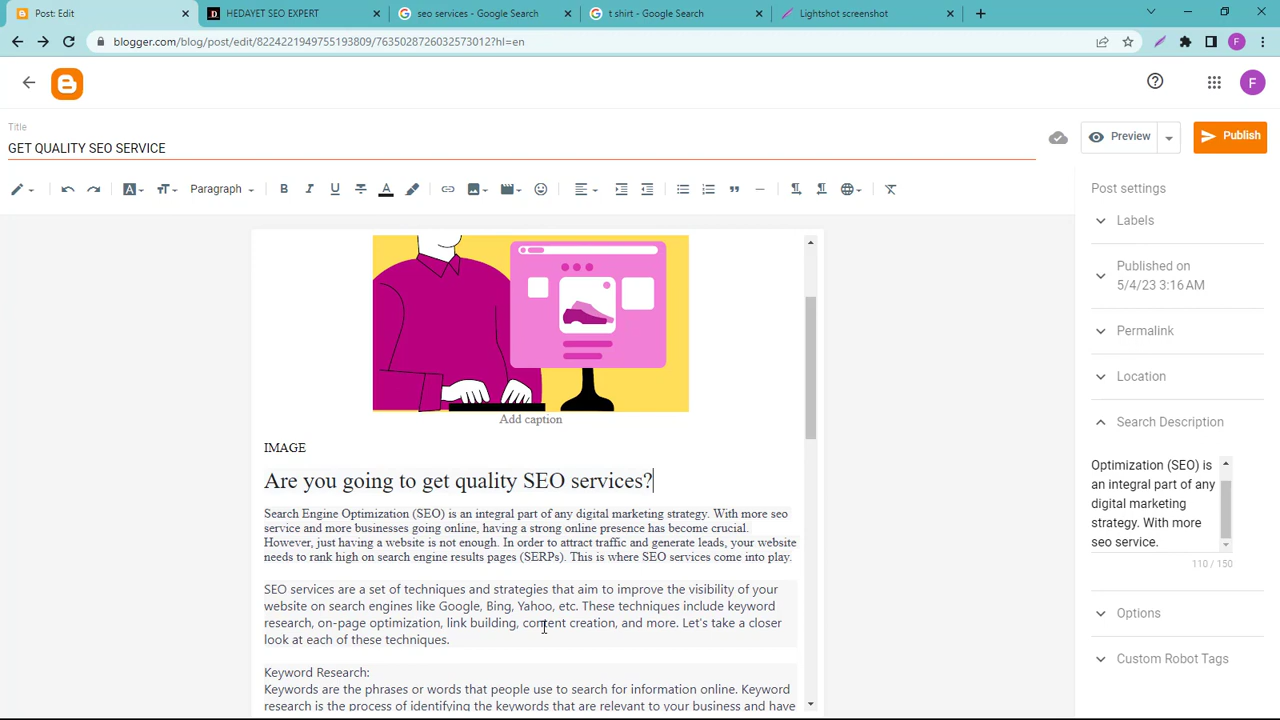 Post: Edit
HEDAYET SEO EXPERT
seo services - Google Search
t shirt - Google Search
Lightshot screenshot
blogger.com/blog/post/edit/8224221949755193809/7635028726032573012?hl=en
F
F
Title
GET QUALITY SEO SERVICE
Preview
Publish
Paragraph
Post settings
Labels
Published on
5/4/23 3:16 AM
Permalink
Location
Search Description
Optimization (SEO) is
an integral part of any
digital marketing
strategy. With more
seo service.
110 / 150
Options
Custom Robot Tags
Add caption
IMAGE
Are you going to get quality SEO services?
Search Engine Optimization (SEO) is an integral part of any digital marketing strategy. With more seo
service and more businesses going online, having a strong online presence has become crucial.
However, just having a website is not enough. In order to attract traffic and generate leads, your website
needs to rank high on search engine results pages (SERPs). This is where SEO services come into play.
SEO services are a set of techniques and strategies that aim to improve the visibility of your
website on search engines like Google, Bing, Yahoo, etc. These techniques include keyword
research, on-page optimization, link building, content creation, and more. Let's take a closer
look at each of these techniques.
Keyword Research:
Keywords are the phrases or words that people use to search for information online. Keyword
research is the process of identifying the keywords that are relevant to your business and have